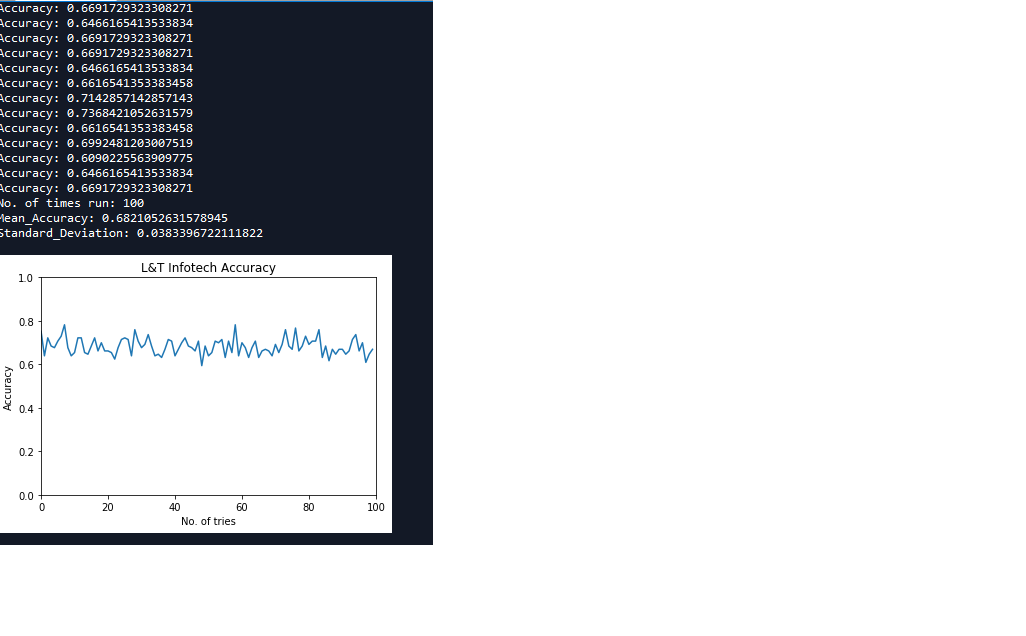 Accuracy: 0.6691729323308271
Accuracy: 0.6466165413533834
Accuracy: 0.6691729323308271
Accuracy: 0.6691729323308271
Accuracy: 0.6466165413533834
Accuracy: 0.6616541353383458
Accuracy: 0.7142857142857143
Accuracy: 0.7368421052631579
Accuracy: 0.6616541353383458
Accuracy: 0.6992481203007519
Accuracy: 0.6090225563909775
Accuracy: 0.6466165413533834
Accuracy: 0.6691729323308271
No. of times run: 100
Mean_Accuracy: 0.6821052631578945
Standard_Deviation: 0.0383396722111822
L&T Infotech Accuracy
1.0
0.8
0.6
0.4
0.2
0.0
Accuracy
0 20 40 60 80 100
No. of tries